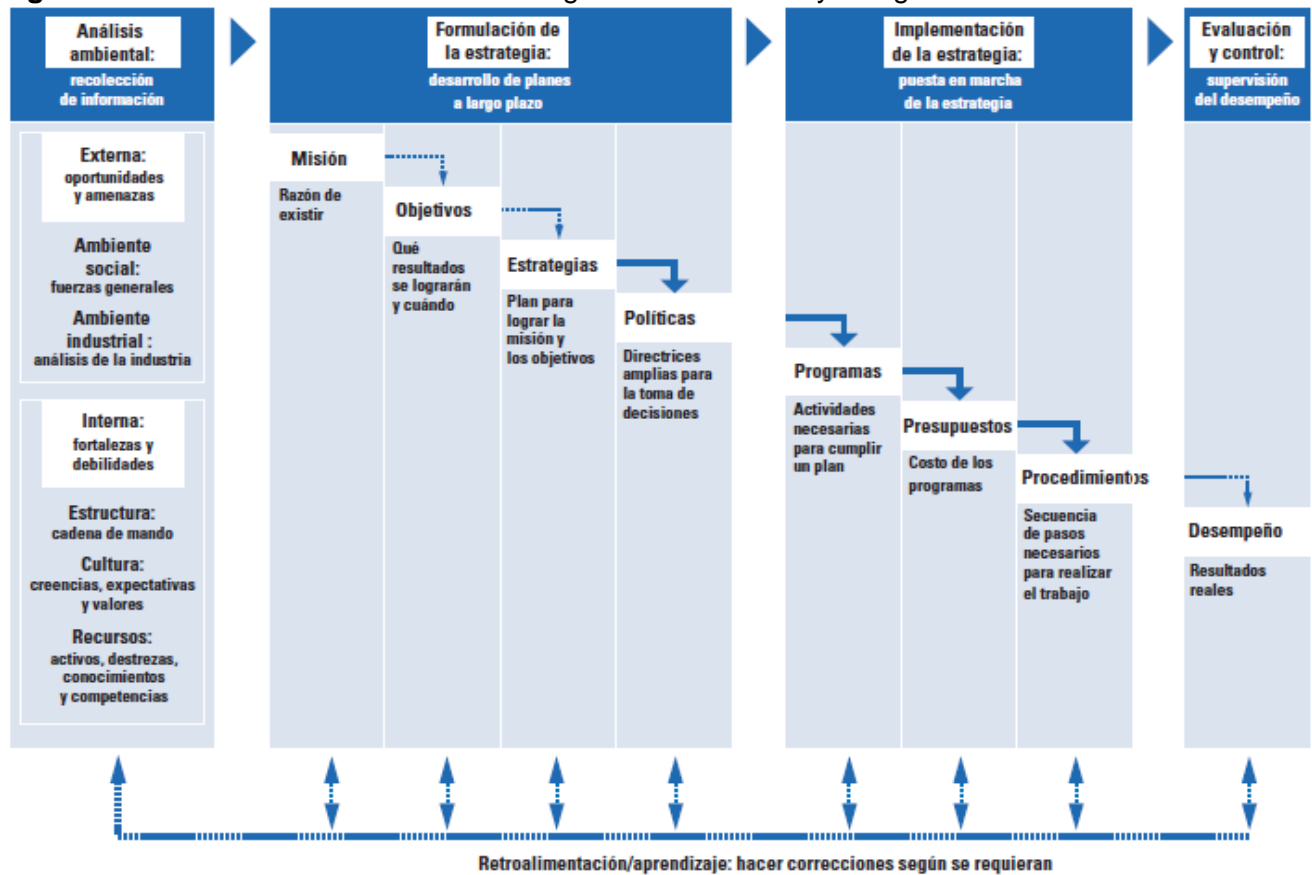 Análisis
ambiental:
recolección
de información
Formulación de
la estrategia:
desarrollo de planes
a largo plazo
Implementación
de la estrategia:
puesta en marcha
de la estrategia
Evaluación
y control:
supervisión
del desempeño
Externa:
oportunidades
y amenazas
Ambiente
social:
fuerzas generales
Ambiente
industrial :
análisis de la industria
Interna:
fortalezas y
debilidades
Estructura:
cadena de mando
Cultura:
creencias, expectativas
y valores
Recursos:
activos, destrezas,
conocimientos
y competencias
Misión
Razón de
existir
Objetivos
Qué
resultados
se lograrán
y cuándo
Estrategias
Plan para
lograr la
misión y
los objetivos
Políticas
Directrices
amplias para
la toma de
decisiones
Programas
Actividades
necesarias
para cumplir
un plan
Presupuestos
Costo de los
programas
Procedimientos
Secuencia
de pasos
necesarios
para realizar
el trabajo
Desempeño
Resultados
reales
Retroalimentación/aprendizaje: hacer correcciones según se requieran